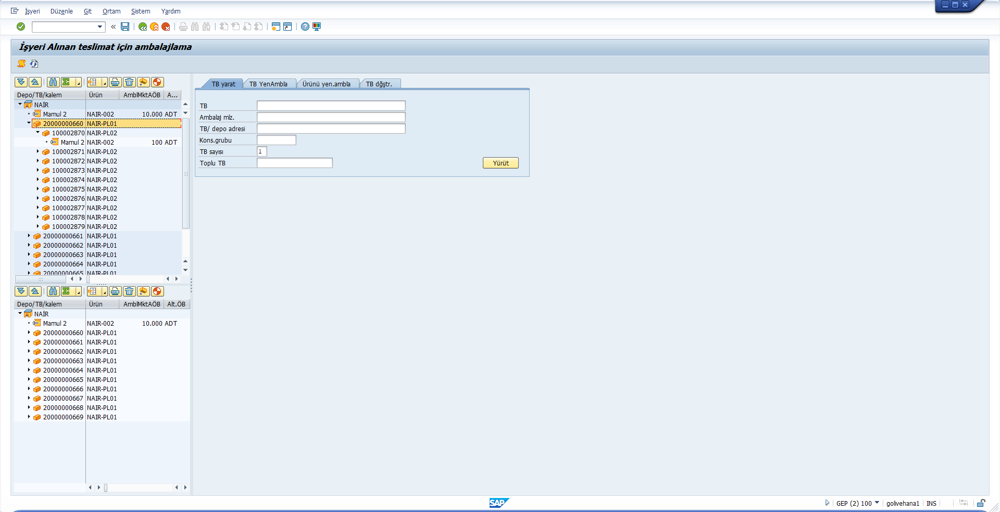 İşyeri Düzenle Git Ortam Sistem Yardım
İşyeri Alınan teslimat için ambalajlama
Depo/TB/kalem Ürün AmblMktAÖB A...
NAİR
Mamul 2 NAIR-002 10.000 ADT
20000000660 NAIR-PL01
100002870 NAIR-PL02
Mamul 2 NAIR-002 100 ADT
100002871 NAIR-PL02
100002872 NAIR-PL02
100002873 NAIR-PL02
100002874 NAIR-PL02
100002875 NAIR-PL02
100002876 NAIR-PL02
100002877 NAIR-PL02
100002878 NAIR-PL02
100002879 NAIR-PL02
20000000661 NAIR-PL01
20000000662 NAIR-PL01
20000000663 NAIR-PL01
20000000664 NAIR-PL01
20000000665 NAIR-PL01
Depo/TB/kalem Ürün AmblMktAÖB Alt.ÖB
NAİR
Mamul 2 NAIR-002 10.000 ADT
20000000660 NAIR-PL01
20000000661 NAIR-PL01
20000000662 NAIR-PL01
20000000663 NAIR-PL01
20000000664 NAIR-PL01
20000000665 NAIR-PL01
20000000666 NAIR-PL01
20000000667 NAIR-PL01
20000000668 NAIR-PL01
20000000669 NAIR-PL01
TB yarat TB YenAmbla Ürünü yen.ambla TB dğştr.
TB
Ambalaj mlz.
TB/ depo adresi
Kons.grubu
TB sayısı 1
Toplu TB Yürüt
SAP GEP (2) 100 golivehana1 INS